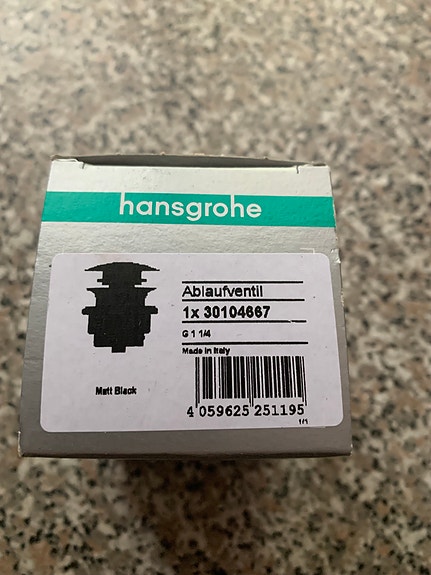 hansgrohe
Ablaufventil
1x 30104667
G 1 1/4
Made in Italy
Matt Black
4 059625 251195
1/1